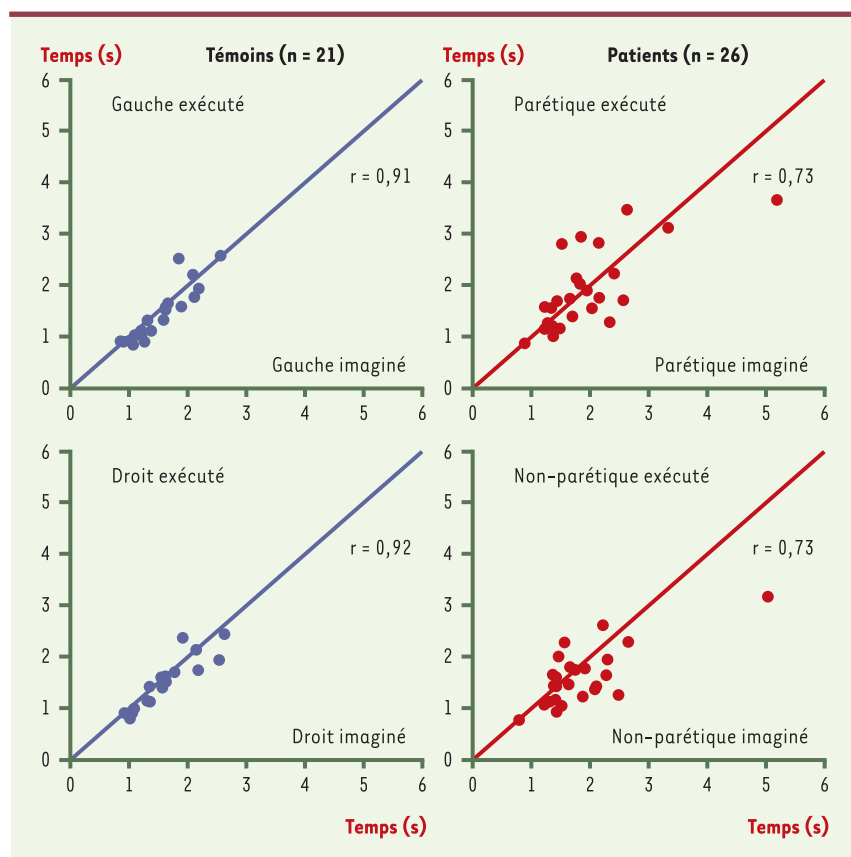 Temps (s) Témoins (n = 21) Temps (s) Patients (n = 26)
6
Gauche exécuté
5
4
r = 0,91
3
2
1
Gauche imaginé
0
0 1 2 3 4 5 6
6
Parétique exécuté
5
4
r = 0,73
3
2
1
Parétique imaginé
0
0 1 2 3 4 5 6
6
Droit exécuté
5
4
r = 0,92
3
2
1
Droit imaginé
0
0 1 2 3 4 5 6
Temps (s)
6
Non-parétique exécuté
5
4
r = 0,73
3
2
1
Non-parétique imaginé
0
0 1 2 3 4 5 6
Temps (s)